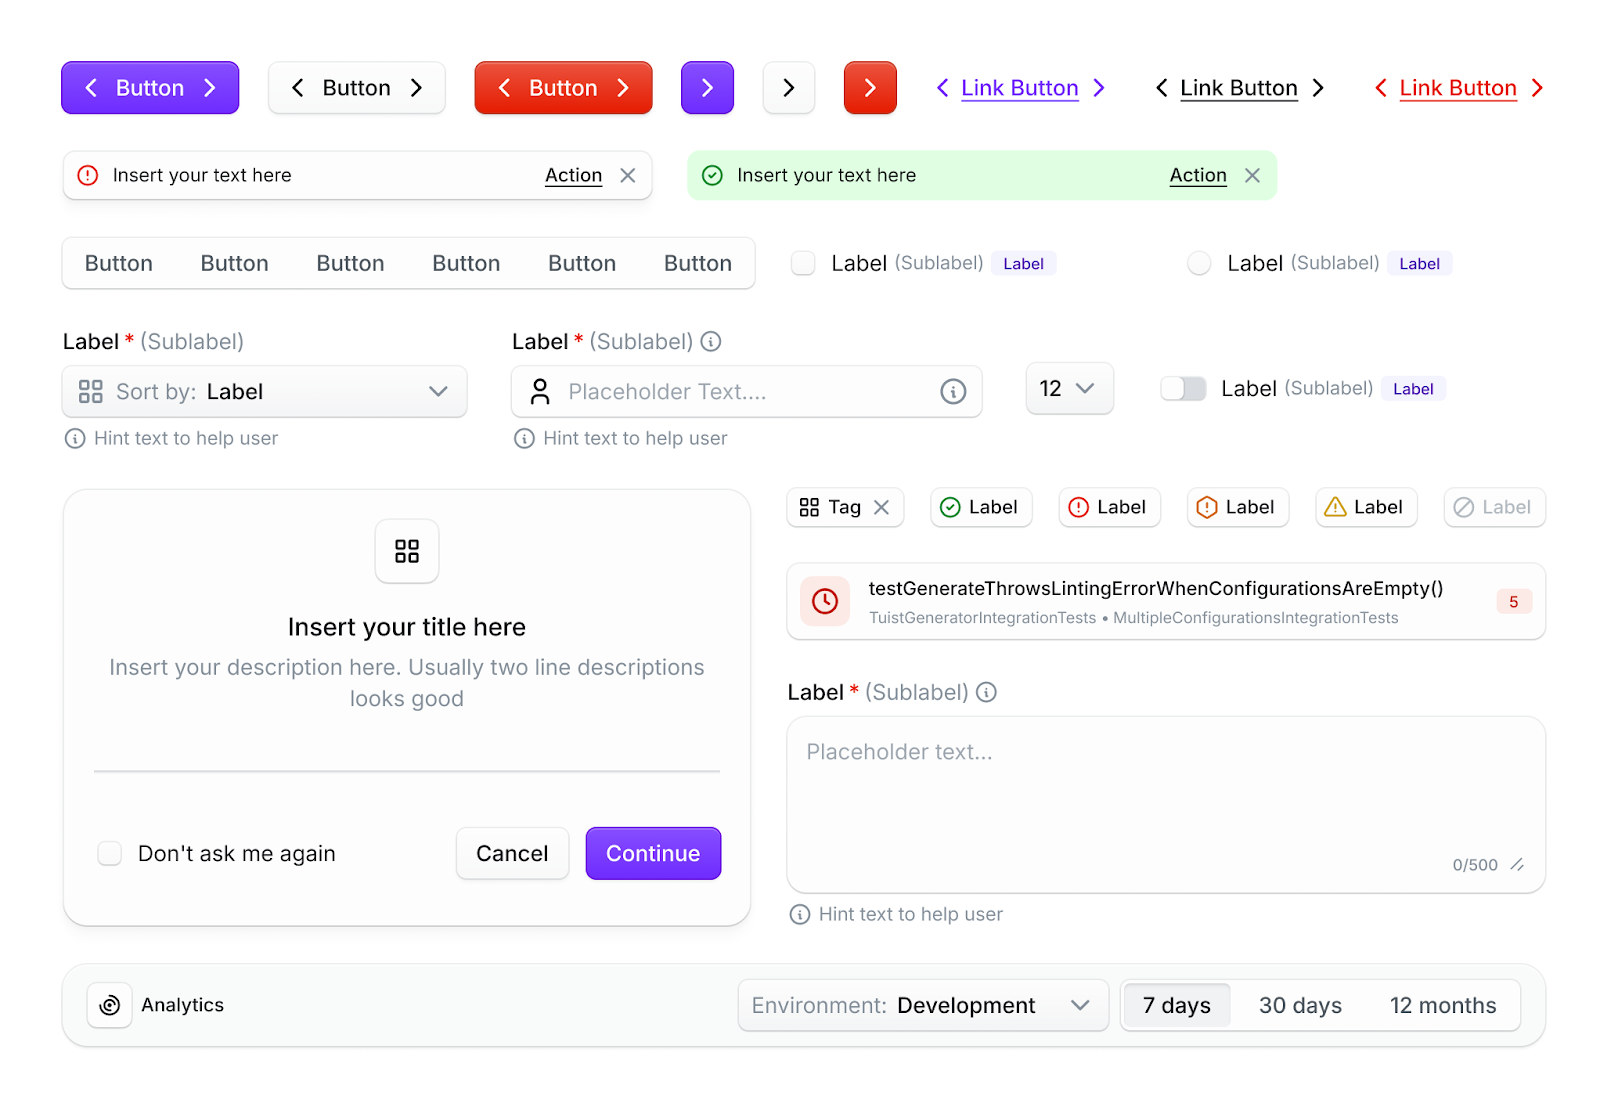 Button
Button
Button
Link Button
Link Button
Link Button
Insert your text here
Action
Insert your text here
Action
Button
Button
Button
Button
Button
Button
Label (Sublabel) Label
Label (Sublabel) Label
Label * (Sublabel)
Sort by: Label
Hint text to help user
Label * (Sublabel)
Placeholder Text....
Hint text to help user
12
Label (Sublabel) Label
Insert your title here
Insert your description here. Usually two line descriptions
looks good
Don't ask me again
Cancel
Continue
Tag
Label
Label
Label
Label
Label
testGenerateThrowsLintingErrorWhenConfigurationsAreEmpty()
TuistGeneratorIntegrationTests • MultipleConfigurationsIntegrationTests
5
Label * (Sublabel)
Placeholder text...
0/500
Hint text to help user
Analytics
Environment: Development
7 days
30 days
12 months